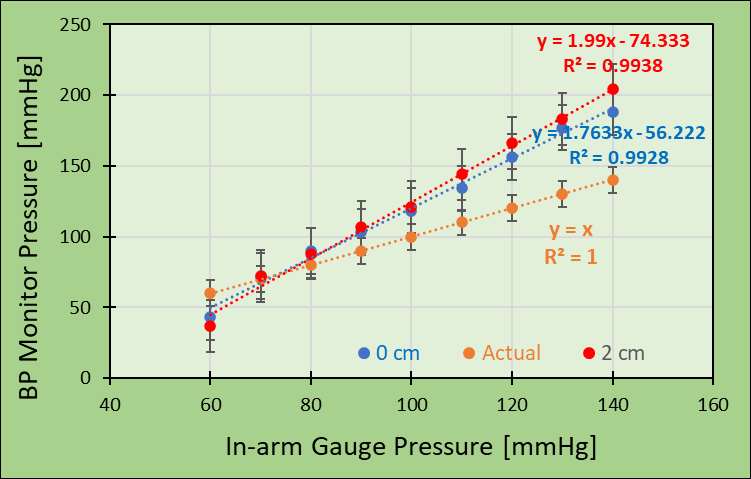 250
200
150
100
50
0
BP Monitor Pressure [mmHg]
y = 1.99x - 74.333
R² = 0.9938
y = 1.7633x - 56.222
R² = 0.9928
y = x
R² = 1
0 cm Actual 2 cm
40 60 80 100 120 140 160
In-arm Gauge Pressure [mmHg]